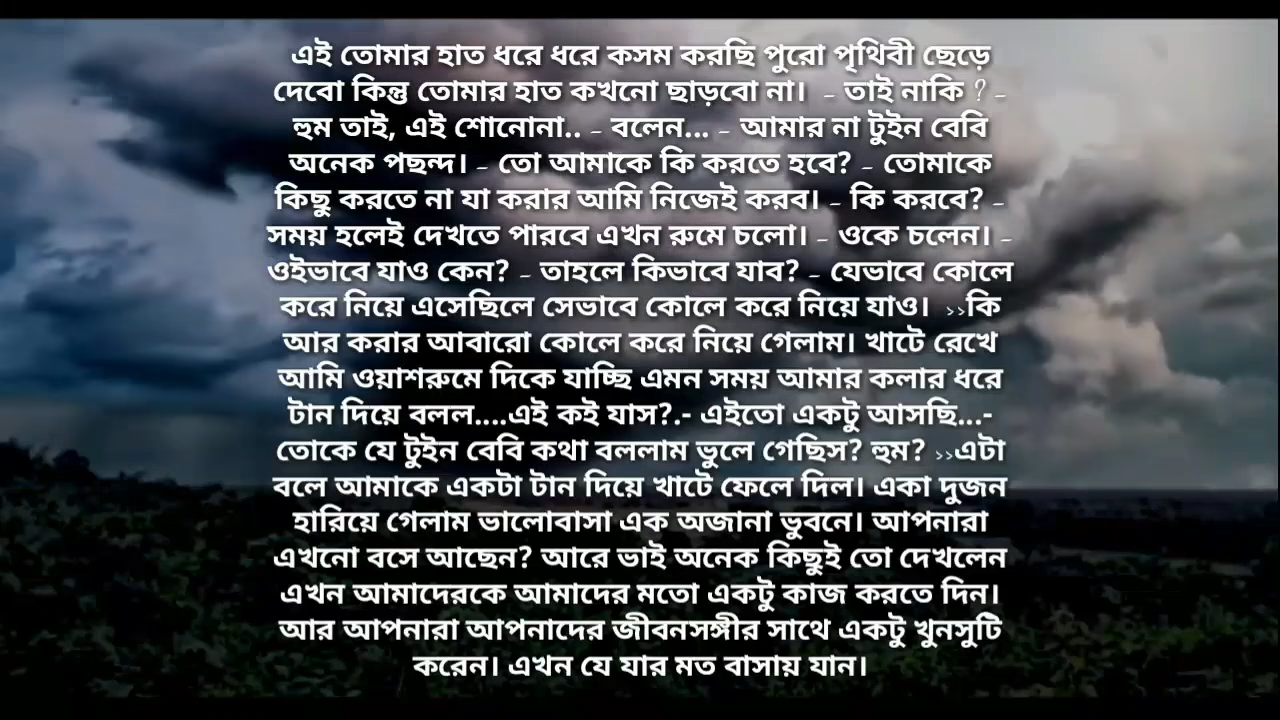 এই তোমার হাত ধরে ধরে কসম করছি পুরো পৃথিবী ছেড়ে
দেবো কিন্তু তোমার হাত কখনো ছাড়বো না। - তাই নাকি ? -
হুম তাই, এই শোনোনা.. - বলেন... - আমার না টুইন বেবি
অনেক পছন্দ। - তো আমাকে কি করতে হবে? - তোমাকে
কিছু করতে না যা করার আমি নিজেই করব। - কি করবে? -
সময় হলেই দেখতে পারবে এখন রুমে চলো। - ওকে চলেন। -
ওইভাবে যাও কেন? - তাহলে কিভাবে যাব? - যেভাবে কোলে
করে নিয়ে এসেছিলে সেভাবে কোলে করে নিয়ে যাও। >>কি
আর করার আবারো কোলে করে নিয়ে গেলাম। খাটে রেখে
আমি ওয়াশরুমে দিকে যাচ্ছি এমন সময় আমার কলার ধরে
টান দিয়ে বলল....এই কই যাস?.- এইতো একটু আসছি...-
তোকে যে টুইন বেবি কথা বললাম ভুলে গেছিস? হুম? >>এটা
বলে আমাকে একটা টান দিয়ে খাটে ফেলে দিল। একা দুজন
হারিয়ে গেলাম ভালোবাসা এক অজানা ভুবনে। আপনারা
এখনো বসে আছেন? আরে ভাই অনেক কিছুই তো দেখলেন
এখন আমাদেরকে আমাদের মতো একটু কাজ করতে দিন।
আর আপনারা আপনাদের জীবনসঙ্গীর সাথে একটু খুনসুটি
করেন। এখন যে যার মত বাসায় যান।